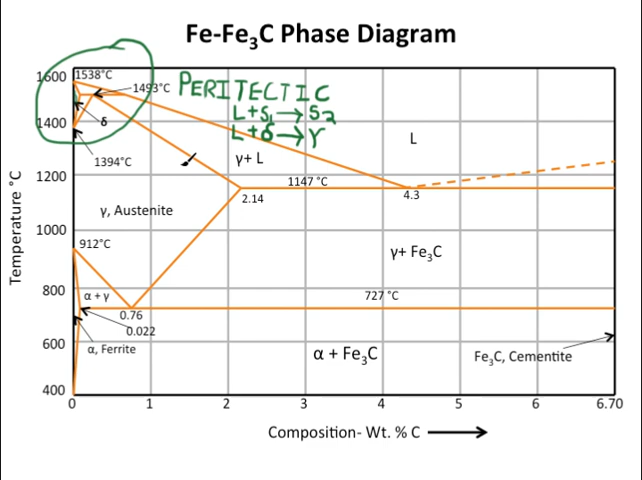 Fe-Fe₃C Phase Diagram
1600
1538°C
1493°C
PERITECTIC
L+S₁→S₂
L+δ→γ
δ
1400
L
1394°C
γ+ L
1200
1147 °C
2.14
4.3
γ, Austenite
1000
912°C
γ+ Fe₃C
Temperature °C
800
α + γ
727 °C
0.76
0.022
600
α, Ferrite
α + Fe₃C
Fe₃C, Cementite
400
0 1 2 3 4 5 6 6.70
Composition- Wt. % C